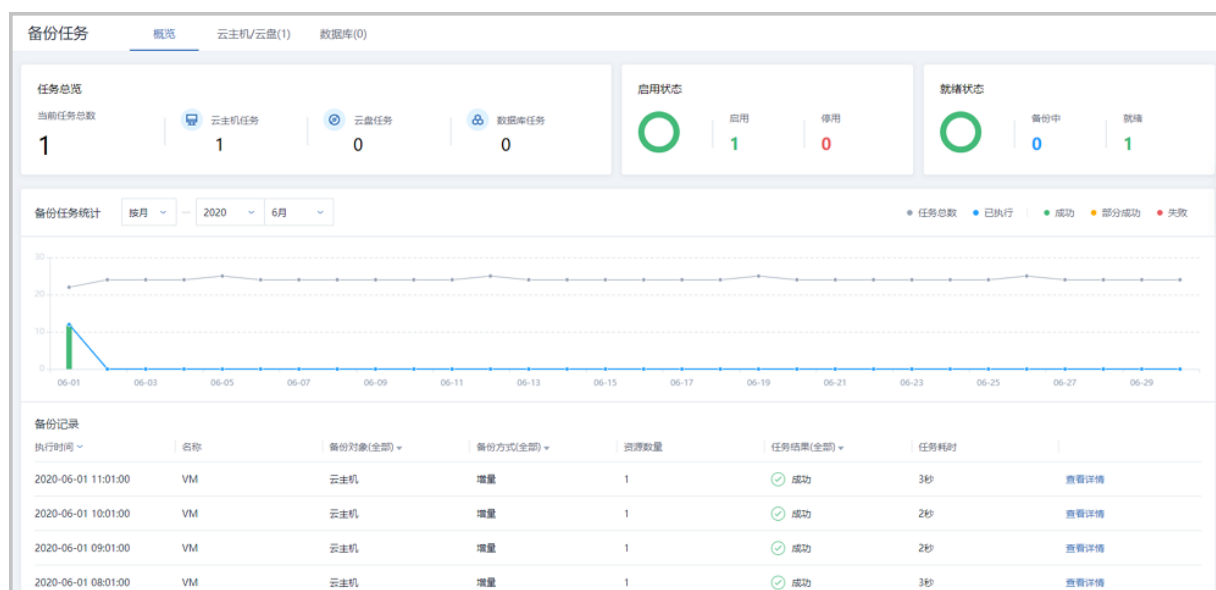 备份任务 概览 云主机/云盘(1) 数据库(0)
任务总览
当前任务总数 云主机任务 云盘任务 数据库任务
1 1 0 0
启用状态
启用 停用
1 0
就绪状态
备份中 就绪
0 1
备份任务统计 按月 2020 6月 任务总数 已执行 成功 部分成功 失败
30
20
10
0
06-01 06-03 06-05 06-07 06-09 06-11 06-13 06-15 06-17 06-19 06-21 06-23 06-25 06-27 06-29
备份记录
执行时间 名称 备份对象(全部) 备份方式(全部) 资源数量 任务结果(全部) 任务耗时
2020-06-01 11:01:00 VM 云主机 增量 1 成功 3秒 查看详情
2020-06-01 10:01:00 VM 云主机 增量 1 成功 2秒 查看详情
2020-06-01 09:01:00 VM 云主机 增量 1 成功 2秒 查看详情
2020-06-01 08:01:00 VM 云主机 增量 1 成功 3秒 查看详情